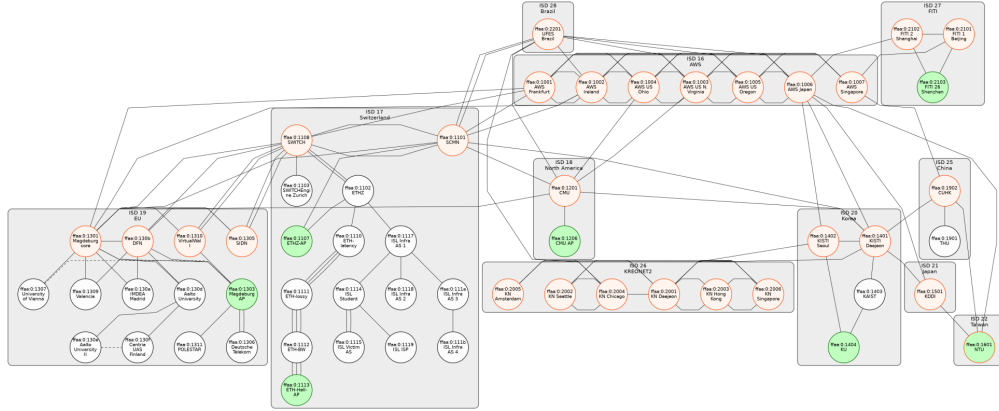 ISD 28
Brazil
ffaa:0:2201
UFES
Brazil
ISD 27
FITI
ffaa:0:2102
FITI 2
Shanghai
ffaa:0:2101
FITI 1
Beijing
ffaa:0:2103
FITI 26
Shenzhen
ISD 16
AWS
ffaa:0:1001
AWS
Frankfurt
ffaa:0:1002
AWS
Ireland
ffaa:0:1004
AWS US
Ohio
ffaa:0:1003
AWS US N.
Virginia
ffaa:0:1005
AWS US
Oregon
ffaa:0:1006
AWS Japan
ffaa:0:1007
AWS
Singapore
ISD 17
Switzerland
ffaa:0:1108
SWITCH
ffaa:0:1101
SCMN
ffaa:0:1103
SWITCHEngi
ne Zurich
ffaa:0:1102
ETHZ
ffaa:0:1107
ETHZ-AP
ffaa:0:1110
ETH-
latency
ffaa:0:1117
ISL Infra
AS 1
ffaa:0:1111
ETH-lossy
ffaa:0:1114
ISL
Student
ffaa:0:1118
ISL Infra
AS 2
ffaa:0:111a
ISL Infra
AS 3
ffaa:0:1112
ETH-BW
ffaa:0:1115
ISL Victim
AS
ffaa:0:1119
ISL ISP
ffaa:0:111b
ISL Infra
AS 4
ffaa:0:1113
ETH-Hell-
AP
ISD 18
North America
ffaa:0:1201
CMU
ffaa:0:1206
CMU AP
ISD 25
China
ffaa:0:1902
CUHK
ffaa:0:1901
THU
ISD 19
EU
ffaa:0:1301
Magdeburg
core
ffaa:0:130b
DFN
ffaa:0:1310
VirtualWal
l
ffaa:0:1305
SIDN
ffaa:0:1307
University
of Vienna
ffaa:0:1309
Valencia
ffaa:0:130a
IMDEA
Madrid
ffaa:0:130d
Aalto
University
ffaa:0:1303
Magdeburg
AP
ffaa:0:130e
Aalto
University
II
ffaa:0:130f
Centria
UAS
Finland
ffaa:0:1311
POLESTAR
ffaa:0:1306
Deutsche
Telekom
ISD 20
Korea
ffaa:0:1402
KISTI
Seoul
ffaa:0:1401
KISTI
Daejeon
ffaa:0:1403
KAIST
ffaa:0:1404
KU
ISD 26
KREONET2
ffaa:0:2005
KN
Amsterdam
ffaa:0:2002
KN Seattle
ffaa:0:2004
KN Chicago
ffaa:0:2001
KN Daejeon
ffaa:0:2003
KN Hong
Kong
ffaa:0:2006
KN
Singapore
ISD 21
Japan
ffaa:0:1501
KDDI
ISD 22
Taiwan
ffaa:0:1601
NTU